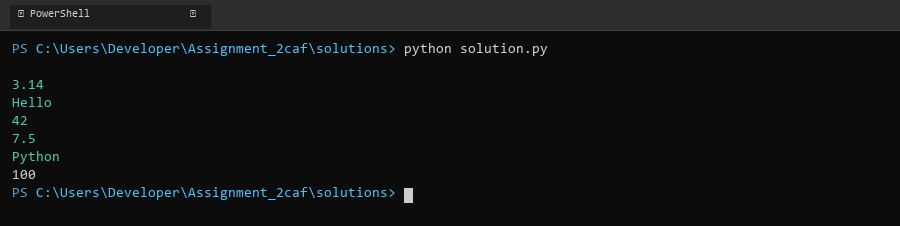 PowerShell
PS C:\Users\Developer\Assignment_2caf\solutions> python solution.py
3.14
Hello
42
7.5
Python
100
PS C:\Users\Developer\Assignment_2caf\solutions>